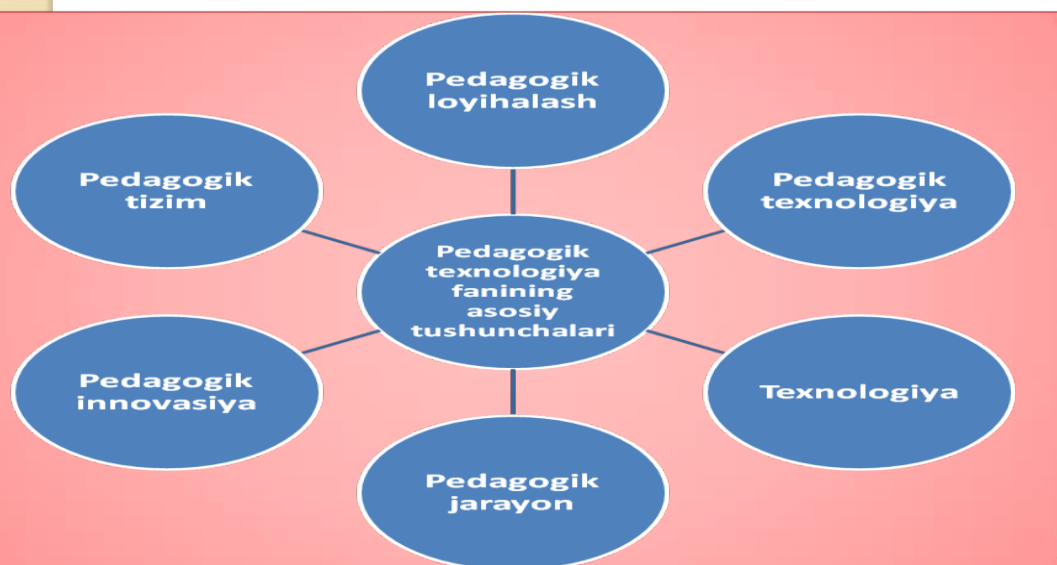 Pedagogik
loyihalash
Pedagogik
tizim
Pedagogik
texnologiya
Pedagogik
texnologiya
fanining
asosiy
tushunchalari
Pedagogik
innovasiya
Texnologiya
Pedagogik
jarayon